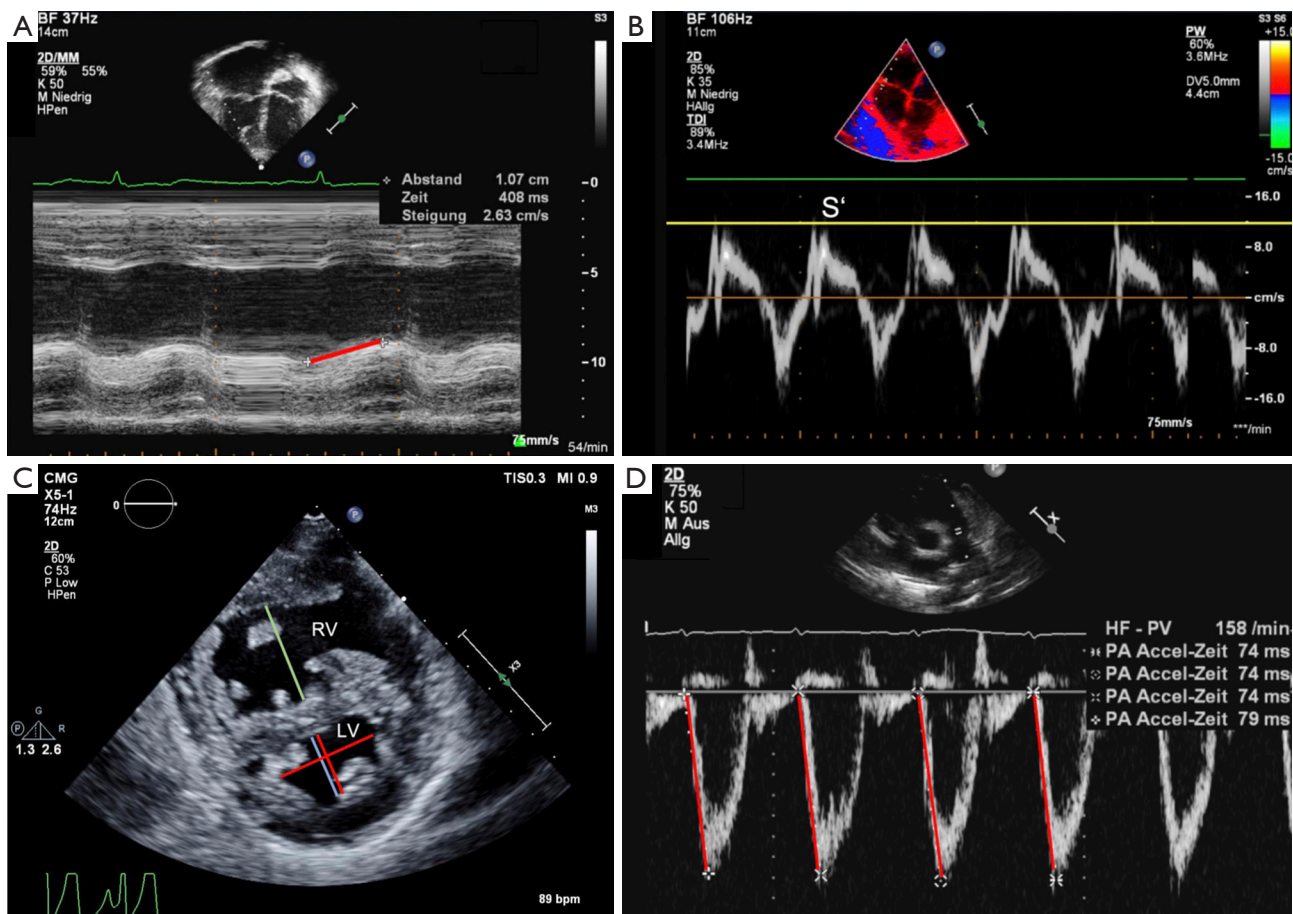 A
BF 37Hz
14cm
2D/MM
59% 55%
K 50
M Niedrig
HPen
P
S3
Abstand 1.07 cm
Zeit 408 ms
Steigung 2.63 cm/s
0
5
10
75mm/s
54/min
B
BF 106Hz
11cm
2D
85%
K 35
M Niedrig
HAllg
TDI
89%
3.4MHz
P
PW
60%
3.6MHz
DV5.0mm
4.4cm
S3 S6
+15.0
-15.0
cm/s
S‘
16.0
8.0
cm/s
-8.0
-16.0
75mm/s
***/min
C
CMG
X5-1
74Hz
12cm
0
2D
60%
C 53
P Low
HPen
P
TIS0.3 MI 0.9
M3
RV
LV
X3
G
P R
1.3 2.6
89 bpm
D
2D
75%
K 50
M Aus
Allg
P
X
HF - PV 158 /min
PA Accel-Zeit 74 ms
PA Accel-Zeit 74 ms
PA Accel-Zeit 74 ms
PA Accel-Zeit 79 ms